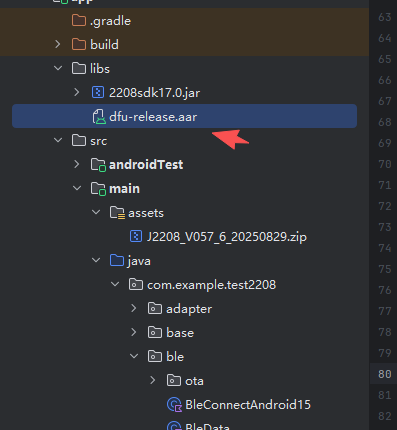 app
.gradle
build
libs
2208sdk17.0.jar
dfu-release.aar
src
androidTest
main
assets
J2208_V057_6_20250829.zip
java
com.example.test2208
adapter
base
ble
ota
BleConnectAndroid15
BleData
63
64
65
66
67
68
69
70
71
72
73
74
75
76
77
78
79
80
81
82